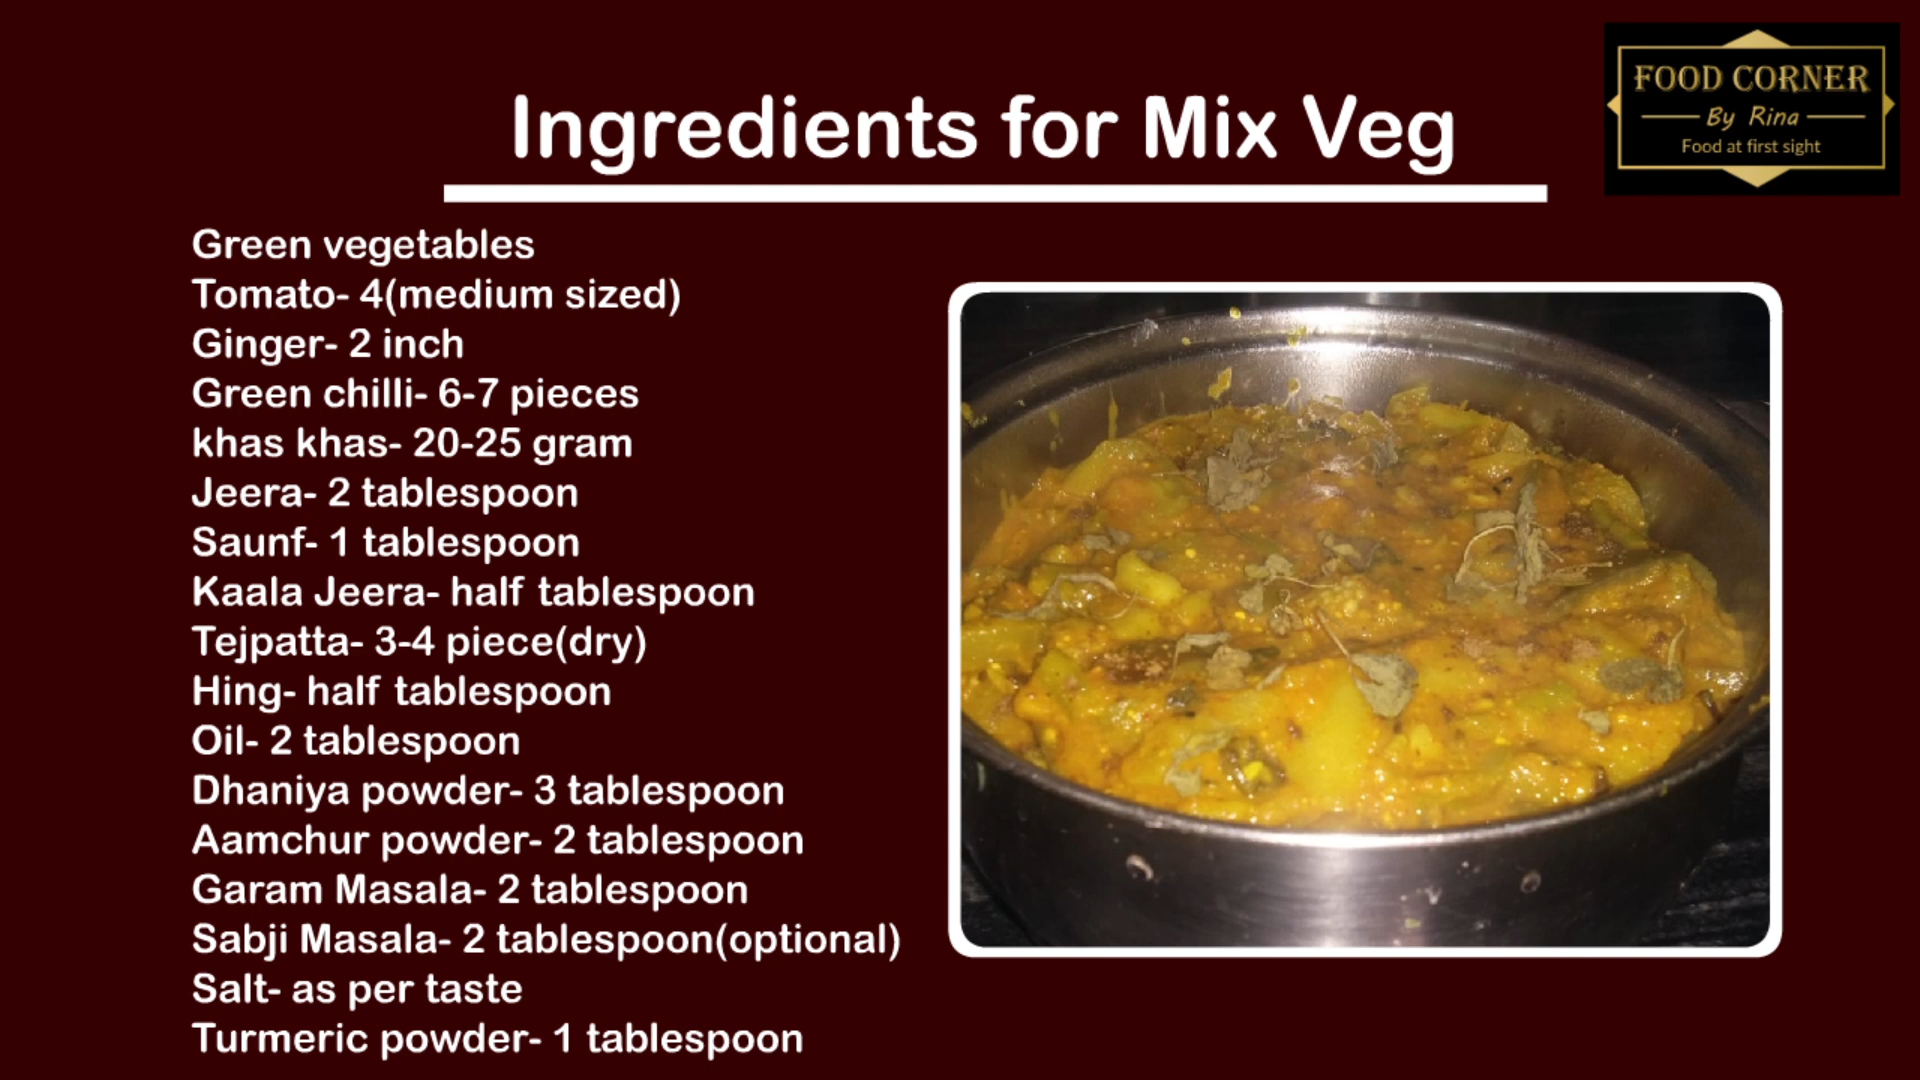 Ingredients for Mix Veg
FOOD CORNER
By Rina
Food at first sight
Green vegetables
Tomato- 4(medium sized)
Ginger- 2 inch
Green chilli- 6-7 pieces
khas khas- 20-25 gram
Jeera- 2 tablespoon
Saunf- 1 tablespoon
Kaala Jeera- half tablespoon
Tejpatta- 3-4 piece(dry)
Hing- half tablespoon
Oil- 2 tablespoon
Dhaniya powder- 3 tablespoon
Aamchur powder- 2 tablespoon
Garam Masala- 2 tablespoon
Sabji Masala- 2 tablespoon(optional)
Salt- as per taste
Turmeric powder- 1 tablespoon